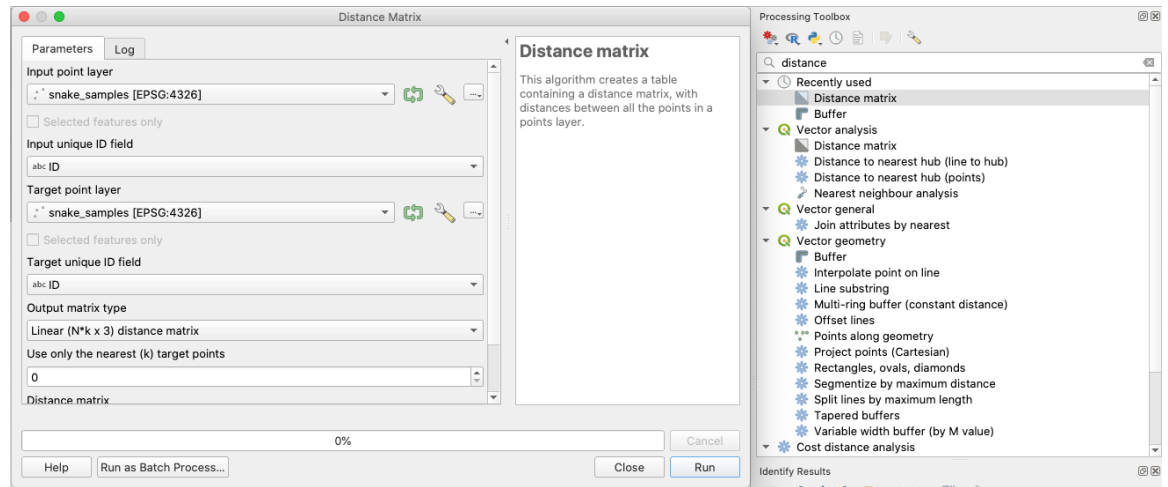 Distance Matrix
Parameters
Log
Input point layer
snake_samples [EPSG:4326]
Selected features only
Input unique ID field
abc ID
Target point layer
snake_samples [EPSG:4326]
Selected features only
Target unique ID field
abc ID
Output matrix type
Linear (N*k x 3) distance matrix
Use only the nearest (k) target points
0
Distance matrix
0%
Cancel
Help
Run as Batch Process...
Close
Run
Distance matrix
This algorithm creates a table
containing a distance matrix, with
distances between all the points in a
points layer.
Processing Toolbox
distance
Recently used
Distance matrix
Buffer
Vector analysis
Distance matrix
Distance to nearest hub (line to hub)
Distance to nearest hub (points)
Nearest neighbour analysis
Vector general
Join attributes by nearest
Vector geometry
Buffer
Interpolate point on line
Line substring
Multi-ring buffer (constant distance)
Offset lines
Points along geometry
Project points (Cartesian)
Rectangles, ovals, diamonds
Segmentize by maximum distance
Split lines by maximum length
Tapered buffers
Variable width buffer (by M value)
Cost distance analysis
Identify Results